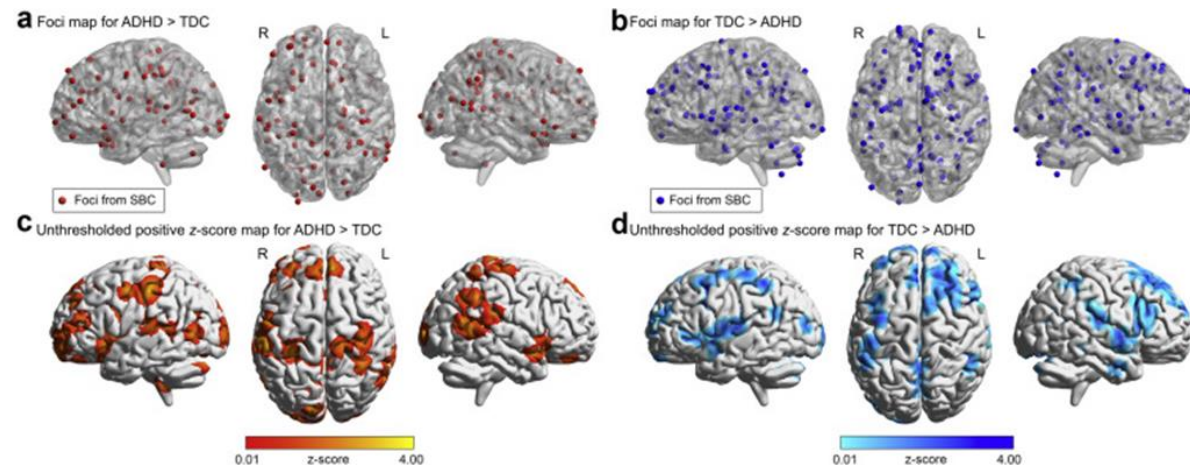 a Foci map for ADHD > TDC
R L
Foci from SBC
b Foci map for TDC > ADHD
R L
Foci from SBC
c Unthresholded positive z-score map for ADHD > TDC
R L
0.01 z-score 4.00
d Unthresholded positive z-score map for TDC > ADHD
R L
0.01 z-score 4.00